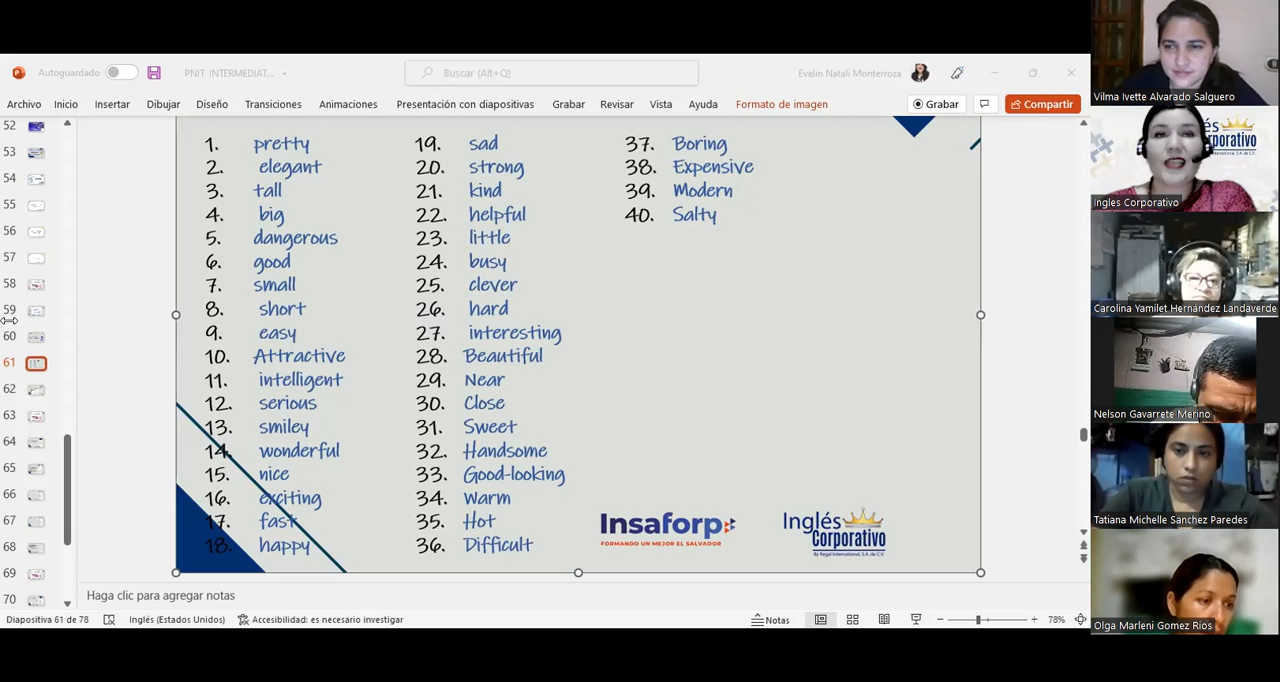 Autoguardado
PNIT INTERMEDIAT...
Buscar (Alt+Q)
Evelin Natali Monterroza
Archivo Inicio Insertar Dibujar Diseño Transiciones Animaciones Presentación con diapositivas Grabar Revisar Vista Ayuda Formato de imagen
Grabar
Compartir
52
53
54
55
56
57
58
59
60
61
62
63
64
65
66
67
68
69
70
1. pretty
2. elegant
3. tall
4. big
5. dangerous
6. good
7. small
8. short
9. easy
10. Attractive
11. intelligent
12. serious
13. smiley
14. wonderful
15. nice
16. exciting
17. fast
18. happy
19. sad
20. strong
21. kind
22. helpful
23. little
24. busy
25. clever
26. hard
27. interesting
28. Beautiful
29. Near
30. Close
31. Sweet
32. Handsome
33. Good-looking
34. Warm
35. Hot
36. Difficult
37. Boring
38. Expensive
39. Modern
40. Salty
Insaforp
FORMANDO UN MEJOR EL SALVADOR
Inglés
Corporativo
By Regal International, S.A. de C.V.
Haga clic para agregar notas
Diapositiva 61 de 78 Inglés (Estados Unidos) Accesibilidad: es necesario investigar
Notas
78%
Vilma Ivette Alvarado Salguero
Ingles Corporativo
Carolina Yamilet Hernández Landaverde
Nelson Gavarrete Merino
Tatiana Michelle Sanchez Paredes
Olga Marleni Gomez Rios